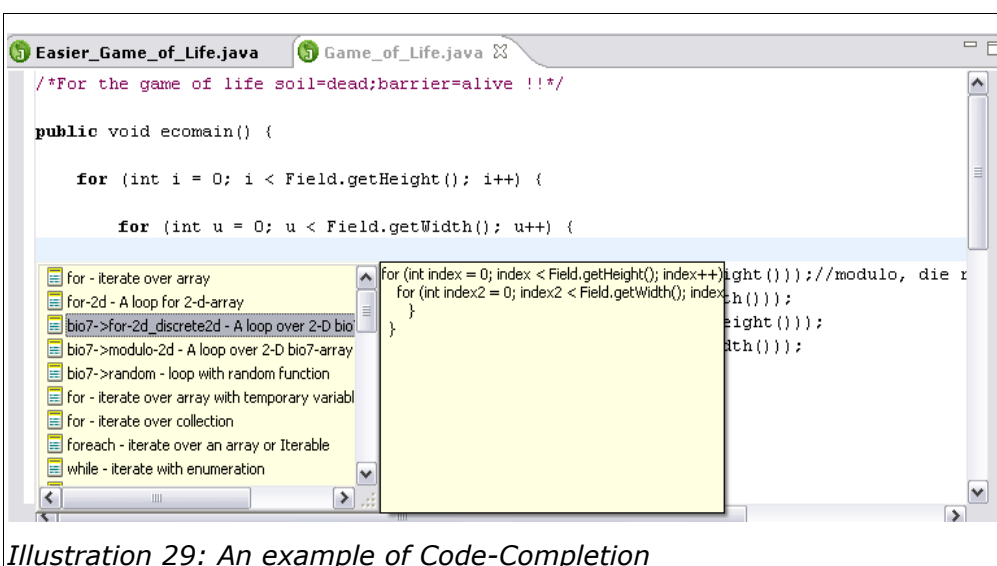 Easier_Game_of_Life.java Game_of_Life.java
/*For the game of life soil=dead;barrier=alive !!*/
public void ecomain() {
for (int i = 0; i < Field.getHeight(); i++) {
for (int u = 0; u < Field.getWidth(); u++) {
for - iterate over array
for-2d - A loop for 2-d-array
bio7->for-2d_discrete2d - A loop over 2-D bio
bio7->modulo-2d - A loop over 2-D bio7-array
bio7->random - loop with random function
for - iterate over array with temporary variabl
for - iterate over collection
foreach - iterate over an array or Iterable
while - iterate with enumeration
for (int index = 0; index < Field.getHeight(); index++)
for (int index2 = 0; index2 < Field.getWidth(); index
}
}
ight()));//modulo, die r
th()));
eight()));
dth()));
Illustration 29: An example of Code-Completion